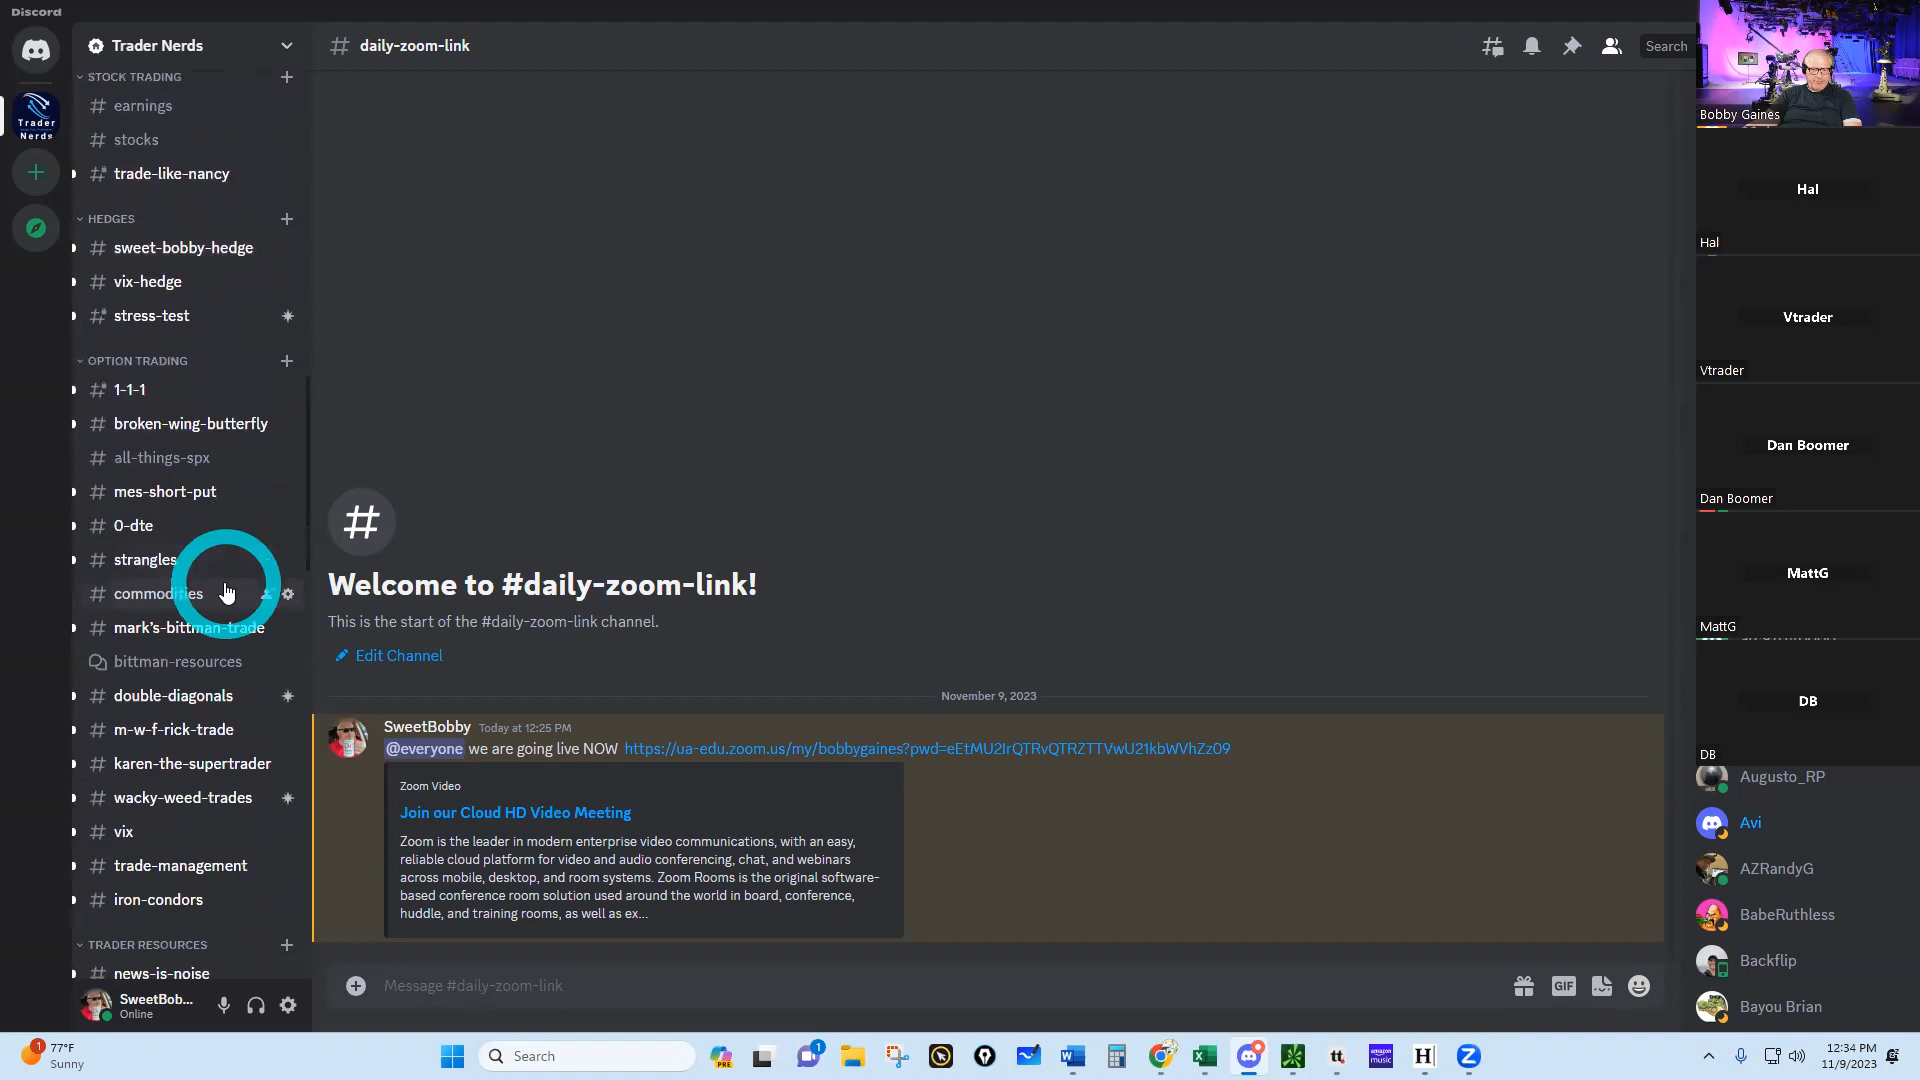 Discord
Trader Nerds
daily-zoom-link
Search
STOCK TRADING
earnings
stocks
trade-like-nancy
HEDGES
sweet-bobby-hedge
vix-hedge
stress-test
OPTION TRADING
1-1-1
broken-wing-butterfly
all-things-spx
mes-short-put
0-dte
strangles
commodities
mark's-bittman-trade
bittman-resources
double-diagonals
m-w-f-rick-trade
karen-the-supertrader
wacky-weed-trades
vix
trade-management
iron-condors
TRADER RESOURCES
news-is-noise
SweetBob...
Online
Trader
Nerds
#
Welcome to #daily-zoom-link!
This is the start of the #daily-zoom-link channel.
Edit Channel
November 9, 2023
SweetBobby Today at 12:25 PM
@everyone we are going live NOW https://ua-edu.zoom.us/my/bobbygaines?pwd=eEtMU2IrQTRvQTRZTTVwU21kbWVhZz09
Zoom Video
Join our Cloud HD Video Meeting
Zoom is the leader in modern enterprise video communications, with an easy,
reliable cloud platform for video and audio conferencing, chat, and webinars
across mobile, desktop, and room systems. Zoom Rooms is the original software-
based conference room solution used around the world in board, conference,
huddle, and training rooms, as well as ex...
Message #daily-zoom-link
GIF
Bobby Gaines
Hal
Hal
Vtrader
Vtrader
Dan Boomer
Dan Boomer
MattG
MattG
DB
DB
Augusto_RP
Avi
AZRandyG
BabeRuthless
Backflip
Bayou Brian
1
77°F
Sunny
Search
PRE
1
tt
amazon
music
H
12:34 PM
11/9/2023